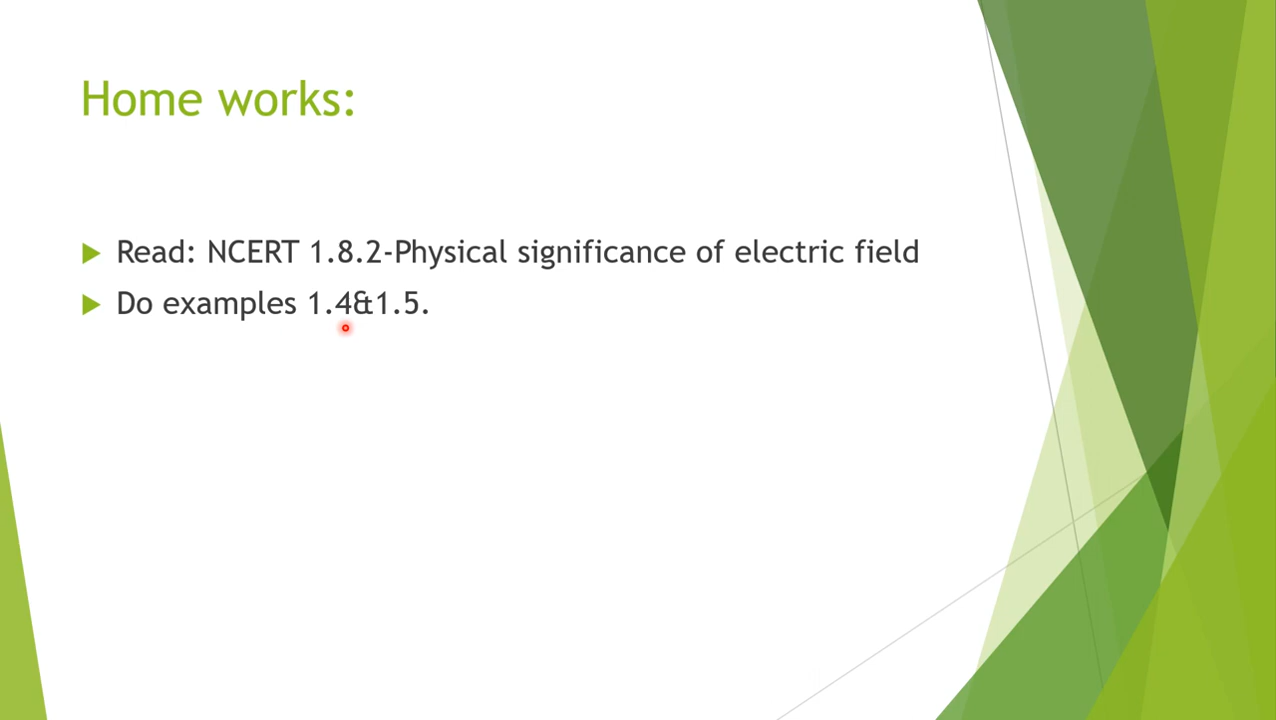 Home works:
Read: NCERT 1.8.2-Physical significance of electric field
Do examples 1.4&1.5.